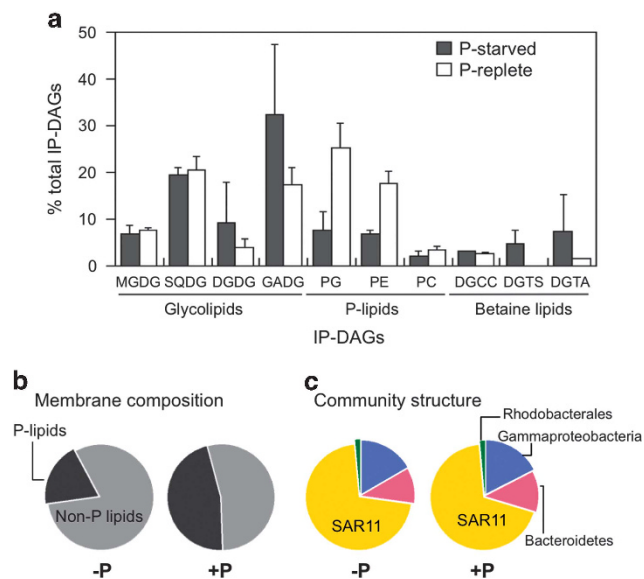 a
50
40
30
20
10
0
% total IP-DAGs
P-starved
P-replete
MGDG SQDG DGDG GADG PG PE PC DGCC DGTS DGTA
Glycolipids P-lipids Betaine lipids
IP-DAGs
b Membrane composition
P-lipids
Non-P lipids
-P +P
c Community structure
Rhodobacterales
Gammaproteobacteria
SAR11 SAR11
Bacteroidetes
-P +P